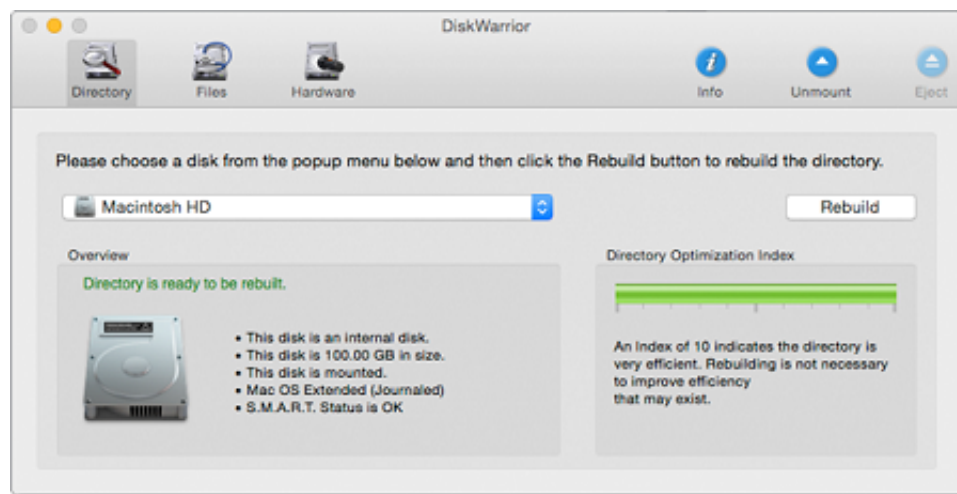 DiskWarrior
Directory Files Hardware Info Unmount Eject
Please choose a disk from the popup menu below and then click the Rebuild button to rebuild the directory.
Macintosh HD Rebuild
Overview
Directory is ready to be rebuilt.
• This disk is an internal disk.
• This disk is 100.00 GB in size.
• This disk is mounted.
• Mac OS Extended (Journaled)
• S.M.A.R.T. Status is OK
Directory Optimization Index
An Index of 10 indicates the directory is
very efficient. Rebuilding is not necessary
to improve efficiency
that may exist.